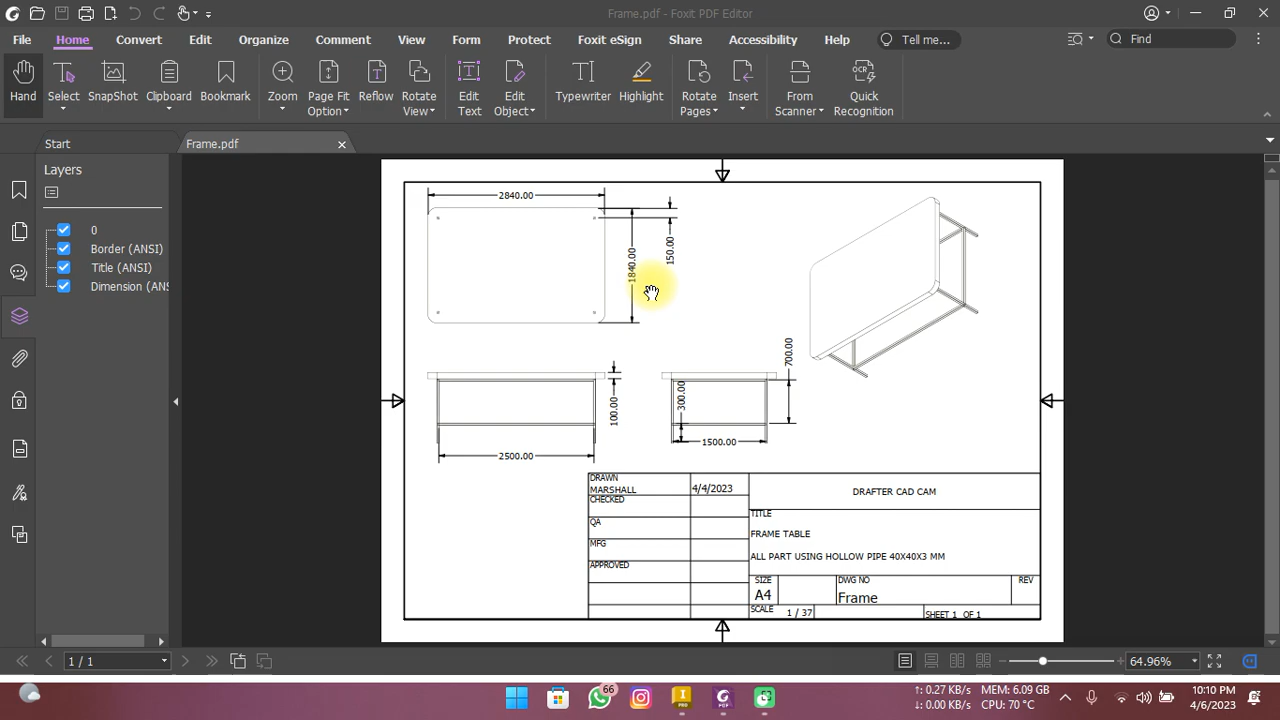 Frame.pdf - Foxit PDF Editor
File Home Convert Edit Organize Comment View Form Protect Foxit eSign Share Accessibility Help Tell me... Find
Hand Select SnapShot Clipboard Bookmark Zoom Page Fit Option Reflow Rotate View Edit Text Edit Object Typewriter Highlight Rotate Pages Insert From Scanner OCR Quick Recognition
Start Frame.pdf
Layers
0
Border (ANSI)
Title (ANSI)
Dimension (ANS
2840.00
1840.00
150.00
700.00
100.00
300.00
2500.00
1500.00
DRAWN
MARSHALL 4/4/2023
CHECKED
QA
MFG
APPROVED
DRAFTER CAD CAM
TITLE
FRAME TABLE
ALL PART USING HOLLOW PIPE 40X40X3 MM
SIZE DWG NO REV
A4 Frame
SCALE 1 / 37 SHEET 1 OF 1
1 / 1
64.96%
66
PRO
PDF
↑: 0.27 KB/s MEM: 6.09 GB
↓: 0.00 KB/s CPU: 70 °C
10:10 PM
4/6/2023